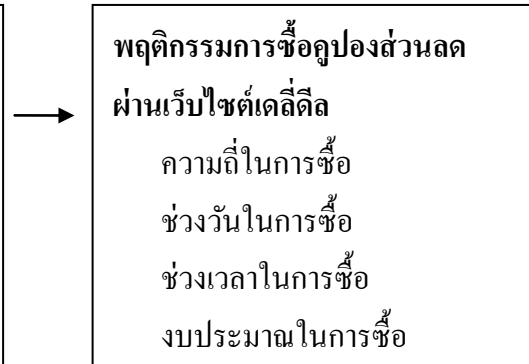 พฤติกรรมการซื้อคูปองส่วนลด
ผ่านเว็บไซต์เดลี่ดีล
ความถี่ในการซื้อ
ช่วงวันในการซื้อ
ช่วงเวลาในการซื้อ
งบประมาณในการซื้อ